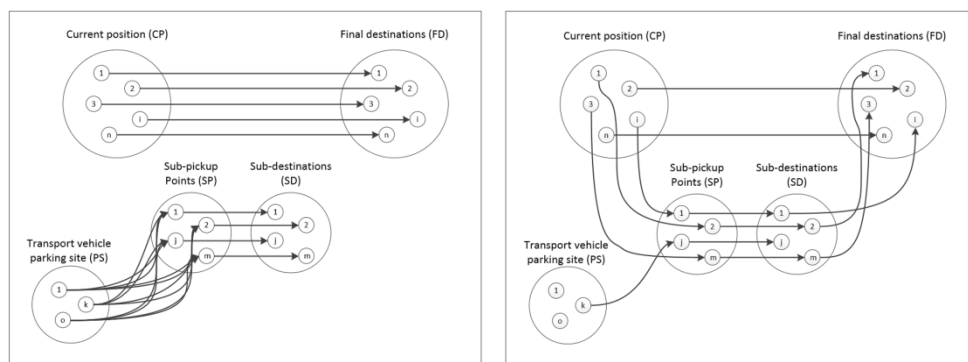 Current position (CP)
Final destinations (FD)
1
1
2
2
3
3
i
i
n
n
Sub-pickup
Points (SP)
Sub-destinations
(SD)
1
1
2
2
j
j
m
m
Transport vehicle
parking site (PS)
1
k
o
Current position (CP)
Final destinations (FD)
1
1
2
2
3
3
i
i
n
n
Sub-pickup
Points (SP)
Sub-destinations
(SD)
1
1
2
2
j
j
m
m
Transport vehicle
parking site (PS)
1
k
o